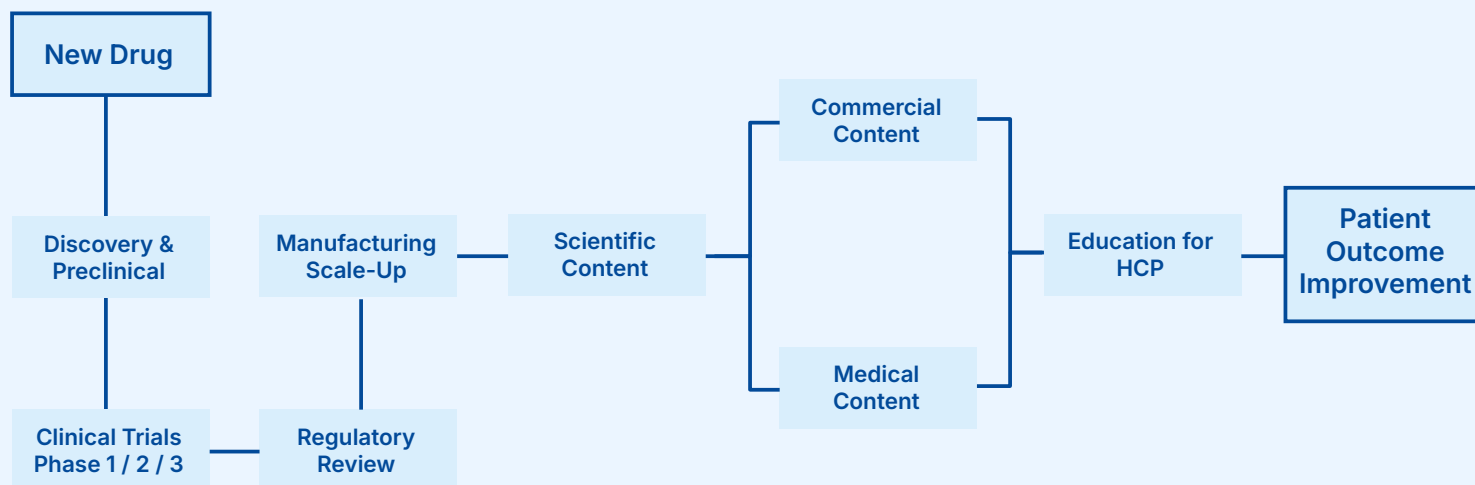 New Drug
Discovery &
Preclinical
Clinical Trials
Phase 1 / 2 / 3
Regulatory
Review
Manufacturing
Scale-Up
Scientific
Content
Commercial
Content
Medical
Content
Education for
HCP
Patient
Outcome
Improvement